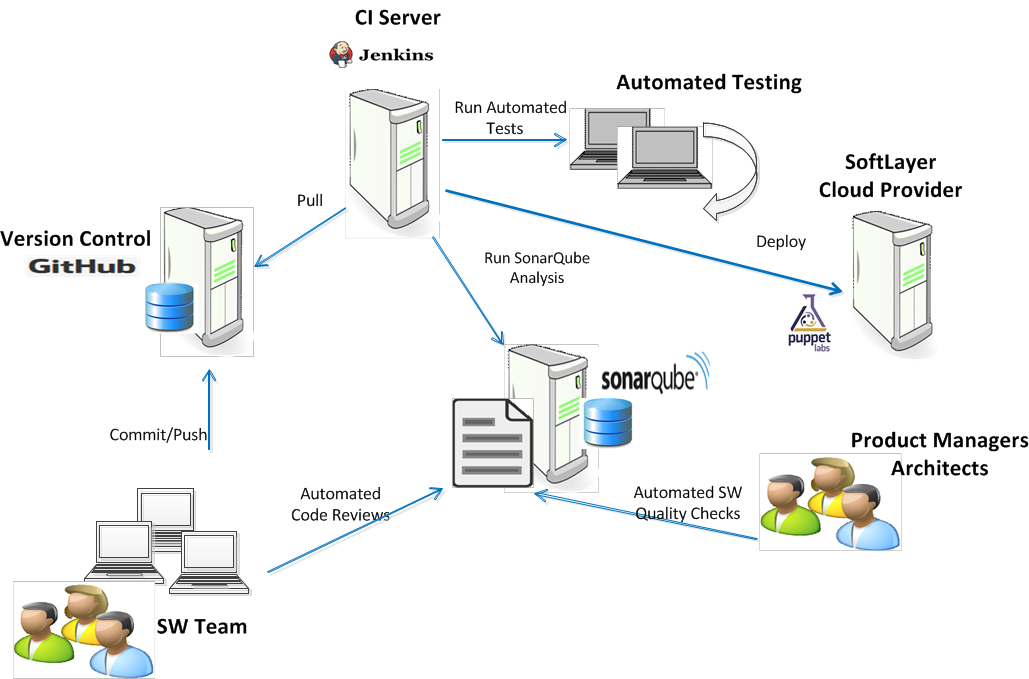 CI Server
Jenkins
Automated Testing
Run Automated
Tests
SoftLayer
Cloud Provider
Pull
Version Control
GitHub
Deploy
Run SonarQube
Analysis
puppet
labs
sonarqube
Commit/Push
Product Managers
Architects
Automated
Code Reviews
Automated SW
Quality Checks
SW Team